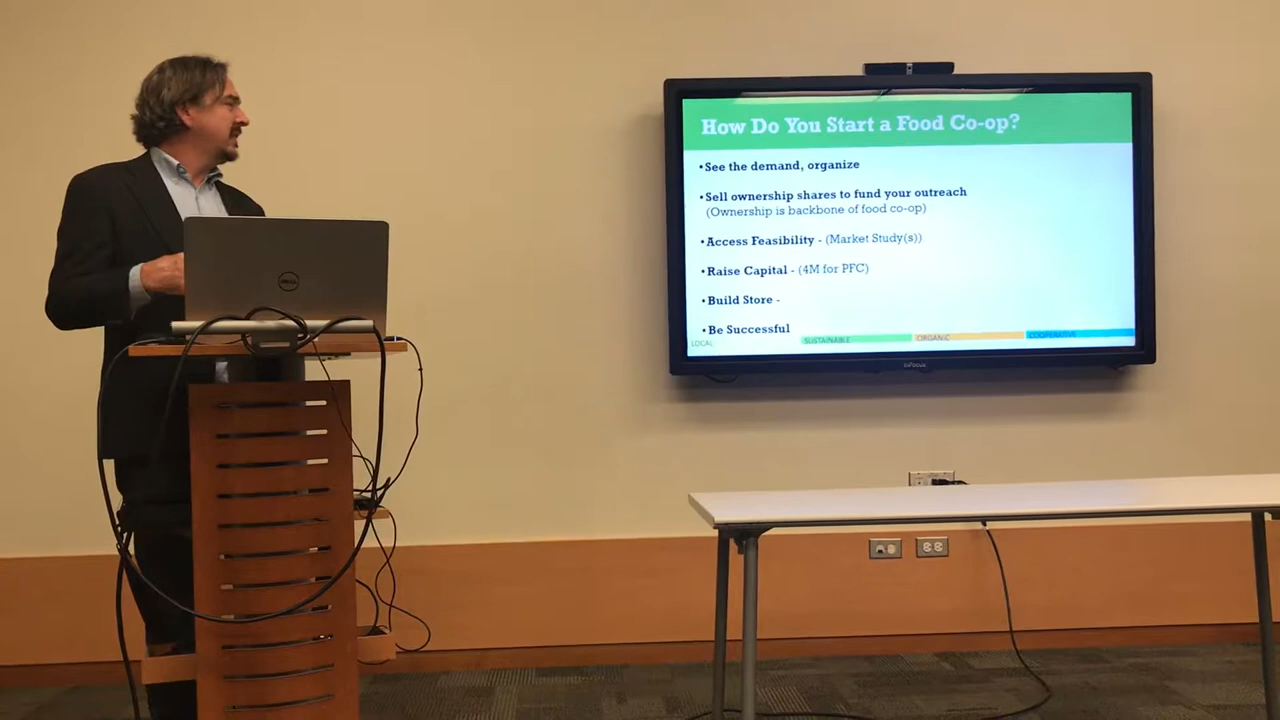 How Do You Start a Food Co-op?
•See the demand, organize
•Sell ownership shares to fund your outreach
(Ownership is backbone of food co-op)
•Access Feasibility - (Market Study(s))
•Raise Capital - (4M for PFC)
•Build Store -
•Be Successful
LOCAL
SUSTAINABLE
ORGANIC
COOPERATIVE
InFocus
DELL